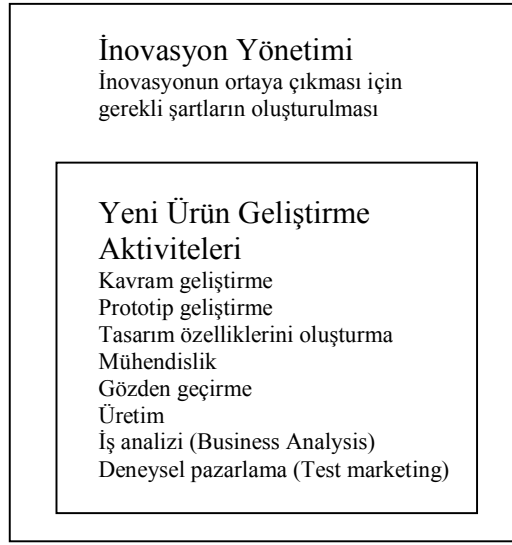 İnovasyon Yönetimi
İnovasyonun ortaya çıkması için
gerekli şartların oluşturulması
Yeni Ürün Geliştirme
Aktiviteleri
Kavram geliştirme
Prototip geliştirme
Tasarım özelliklerini oluşturma
Mühendislik
Gözden geçirme
Üretim
İş analizi (Business Analysis)
Deneysel pazarlama (Test marketing)